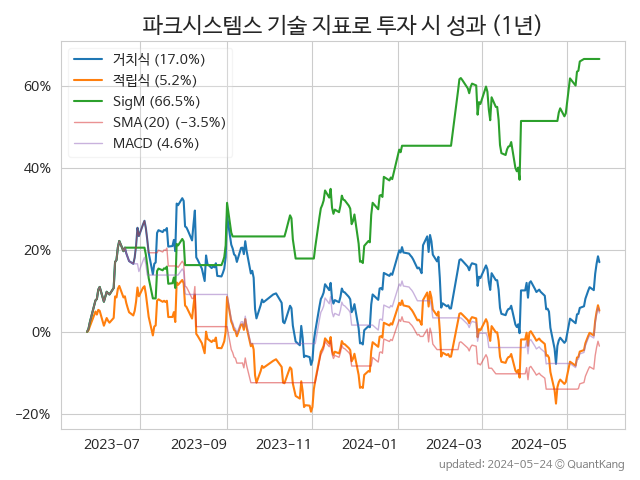 파크시스템스 기술 지표로 투자 시 성과 (1년)
거치식 (17.0%)
적립식 (5.2%)
SigM (66.5%)
SMA(20) (−3.5%)
MACD (4.6%)
60%
40%
20%
0%
−20%
2023-07 2023-09 2023-11 2024-01 2024-03 2024-05
updated: 2024-05-24 © QuantKang